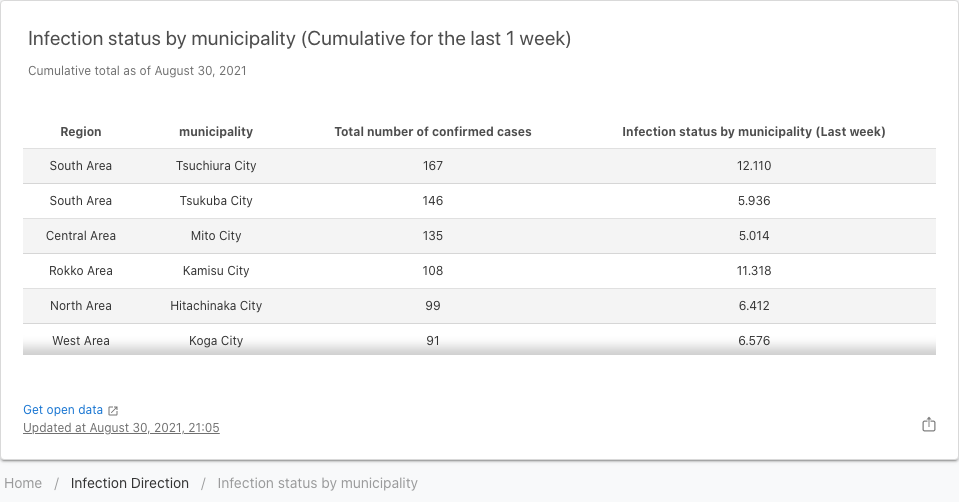 Infection status by municipality (Cumulative for the last 1 week)
Cumulative total as of August 30, 2021
Region municipality Total number of confirmed cases Infection status by municipality (Last week)
South Area Tsuchiura City 167 12.110
South Area Tsukuba City 146 5.936
Central Area Mito City 135 5.014
Rokko Area Kamisu City 108 11.318
North Area Hitachinaka City 99 6.412
West Area Koga City 91 6.576
Get open data
Updated at August 30, 2021, 21:05
Home / Infection Direction / Infection status by municipality